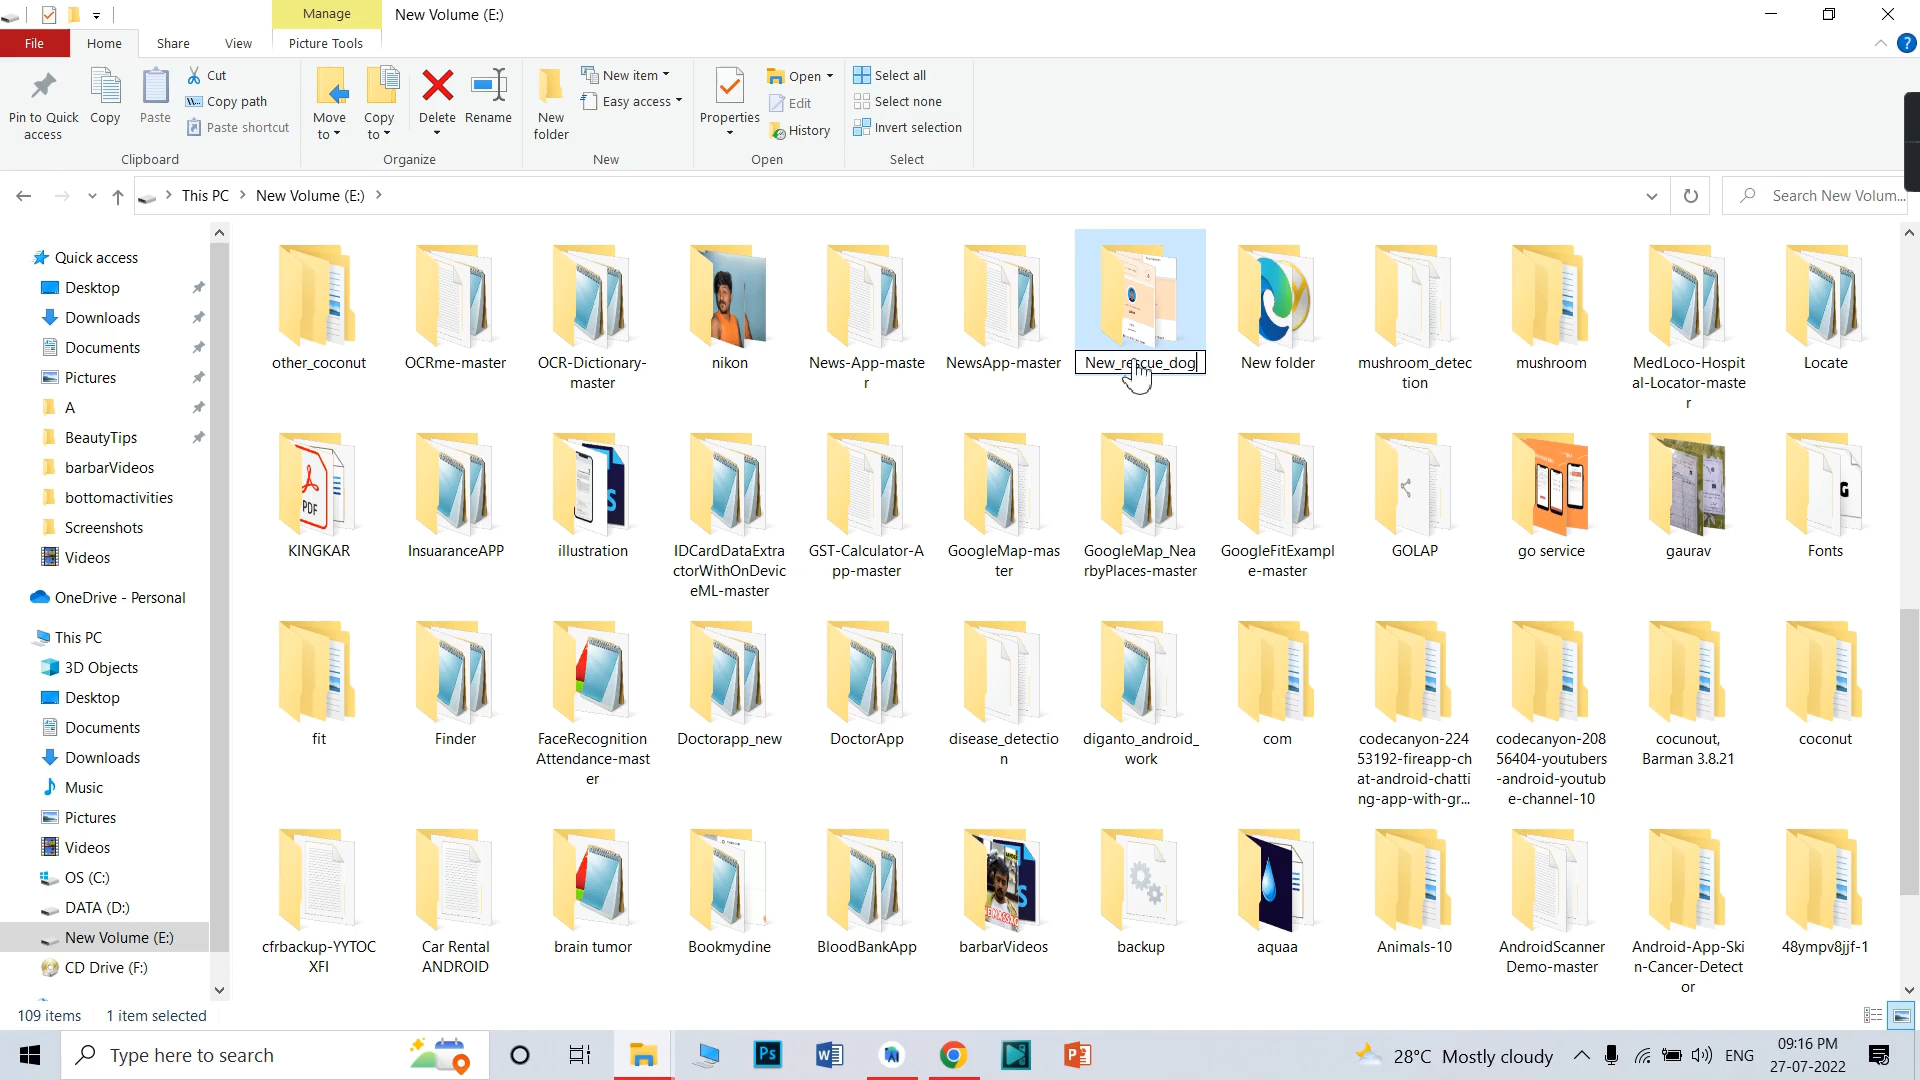 Manage
New Volume (E:)
File
Home
Share
View
Picture Tools
Pin to Quick
access
Copy
Paste
Cut
Copy path
Paste shortcut
Clipboard
Move
to
Copy
to
Delete
Rename
Organize
New
folder
New item
Easy access
New
Properties
Open
Edit
History
Open
Select all
Select none
Invert selection
Select
This PC
New Volume (E:)
Search New Volum...
Quick access
Desktop
Downloads
Documents
Pictures
A
BeautyTips
barbarVideos
bottomactivities
Screenshots
Videos
OneDrive - Personal
This PC
3D Objects
Desktop
Documents
Downloads
Music
Pictures
Videos
OS (C:)
DATA (D:)
New Volume (E:)
CD Drive (F:)
other_coconut
OCRme-master
OCR-Dictionary-
master
nikon
News-App-maste
r
NewsApp-master
New_rescue_dog
New folder
mushroom_detec
tion
mushroom
MedLoco-Hospit
al-Locator-maste
r
Locate
PDF
S
G
KINGKAR
InsuaranceAPP
illustration
IDCardDataExtra
ctorWithOnDevic
eML-master
GST-Calculator-A
pp-master
GoogleMap-mas
ter
GoogleMap_Nea
rbyPlaces-master
GoogleFitExampl
e-master
GOLAP
go service
gaurav
Fonts
fit
Finder
FaceRecognition
Attendance-mast
er
Doctorapp_new
DoctorApp
disease_detectio
n
diganto_android_
work
com
codecanyon-224
53192-fireapp-ch
at-android-chatti
ng-app-with-gr...
codecanyon-208
56404-youtubers
-android-youtub
e-channel-10
cocunout,
Barman 3.8.21
coconut
cfrbackup-YYTOC
XFI
Car Rental
ANDROID
brain tumor
Bookmydine
BloodBankApp
barbarVideos
backup
aquaa
Animals-10
AndroidScanner
Demo-master
Android-App-Ski
n-Cancer-Detect
or
48ympv8jjf-1
109 items
1 item selected
Type here to search
Ps
28°C Mostly cloudy
ENG
09:16 PM
27-07-2022